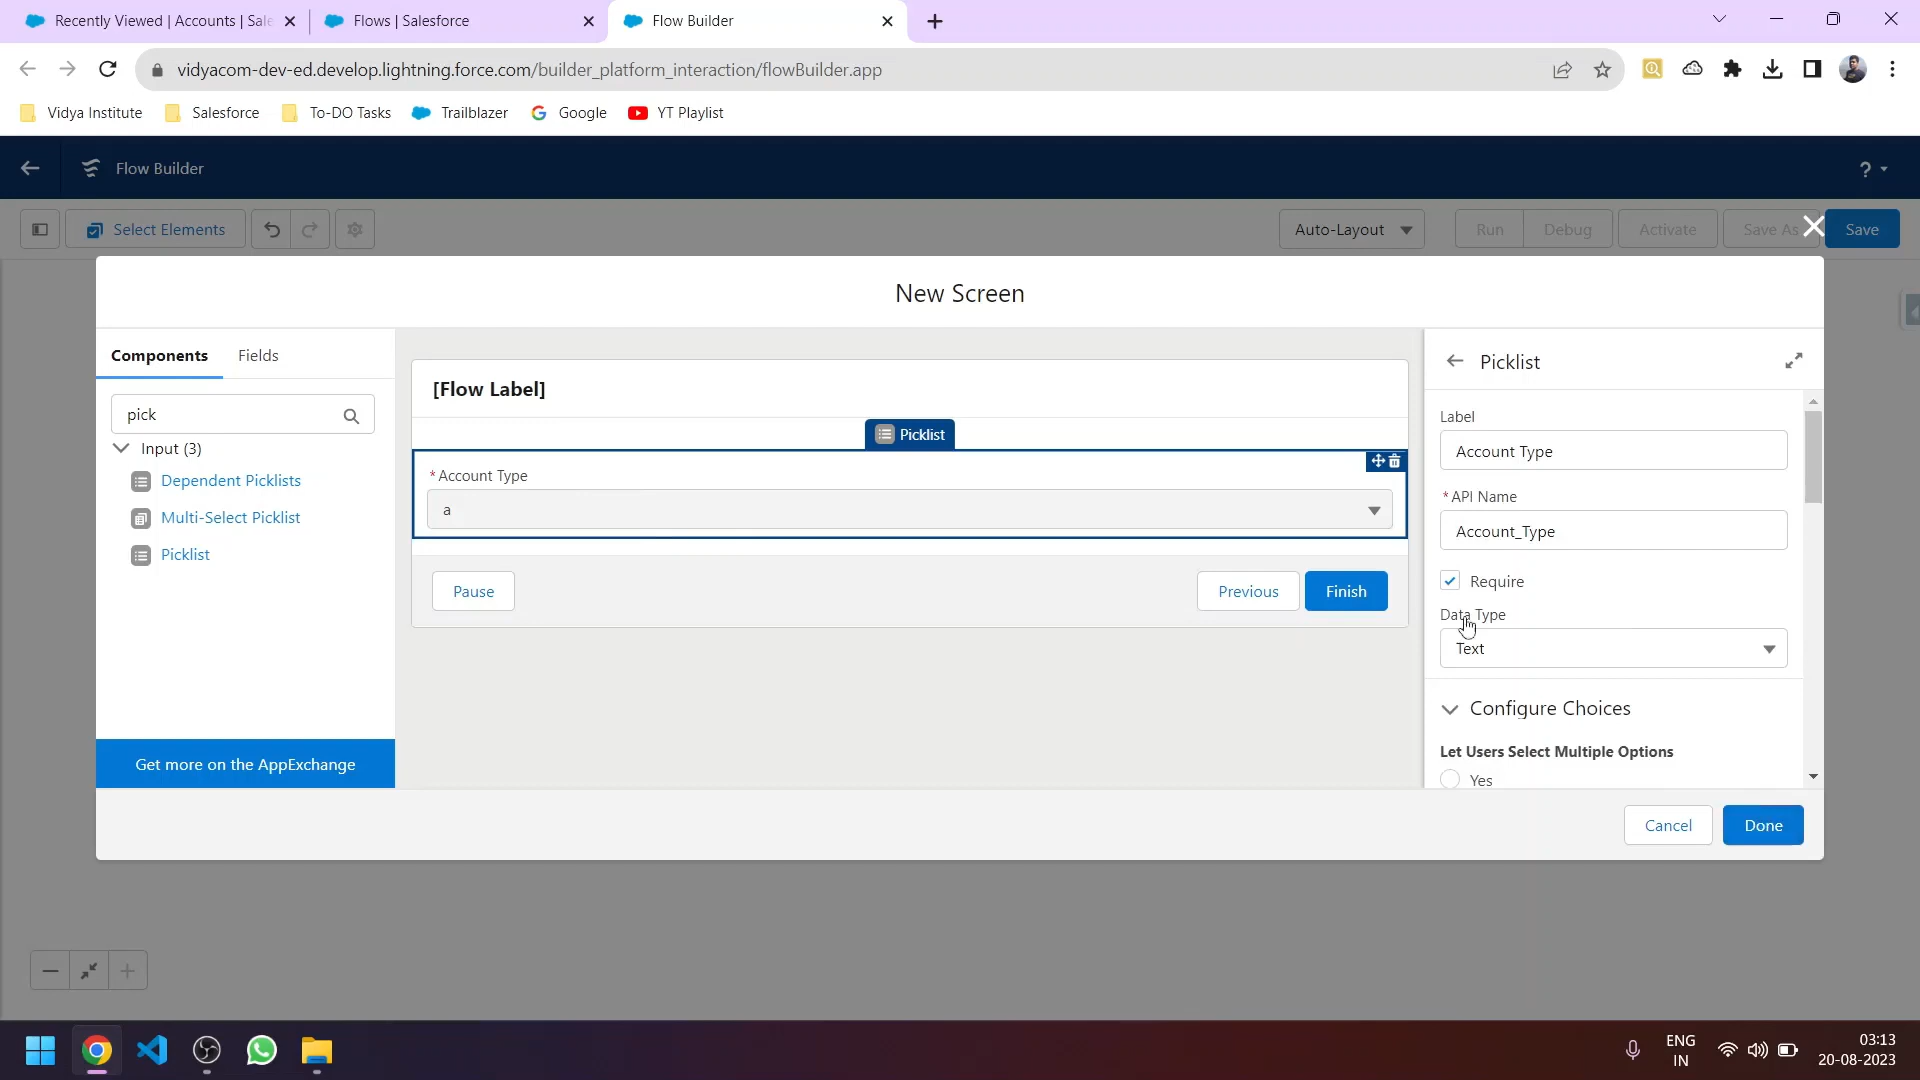 Recently Viewed | Accounts | Sale
Flows | Salesforce
Flow Builder
vidyacom-dev-ed.develop.lightning.force.com/builder_platform_interaction/flowBuilder.app
Vidya Institute
Salesforce
To-DO Tasks
Trailblazer
Google
YT Playlist
Flow Builder
?
Select Elements
Auto-Layout
Run
Debug
Activate
Save As
Save
New Screen
Components
Fields
pick
Input (3)
Dependent Picklists
Multi-Select Picklist
Picklist
Get more on the AppExchange
[Flow Label]
Picklist
*Account Type
a
Pause
Previous
Finish
Picklist
Label
Account Type
*API Name
Account_Type
Require
Data Type
Text
Configure Choices
Let Users Select Multiple Options
Yes
Cancel
Done
ENG
IN
03:13
20-08-2023